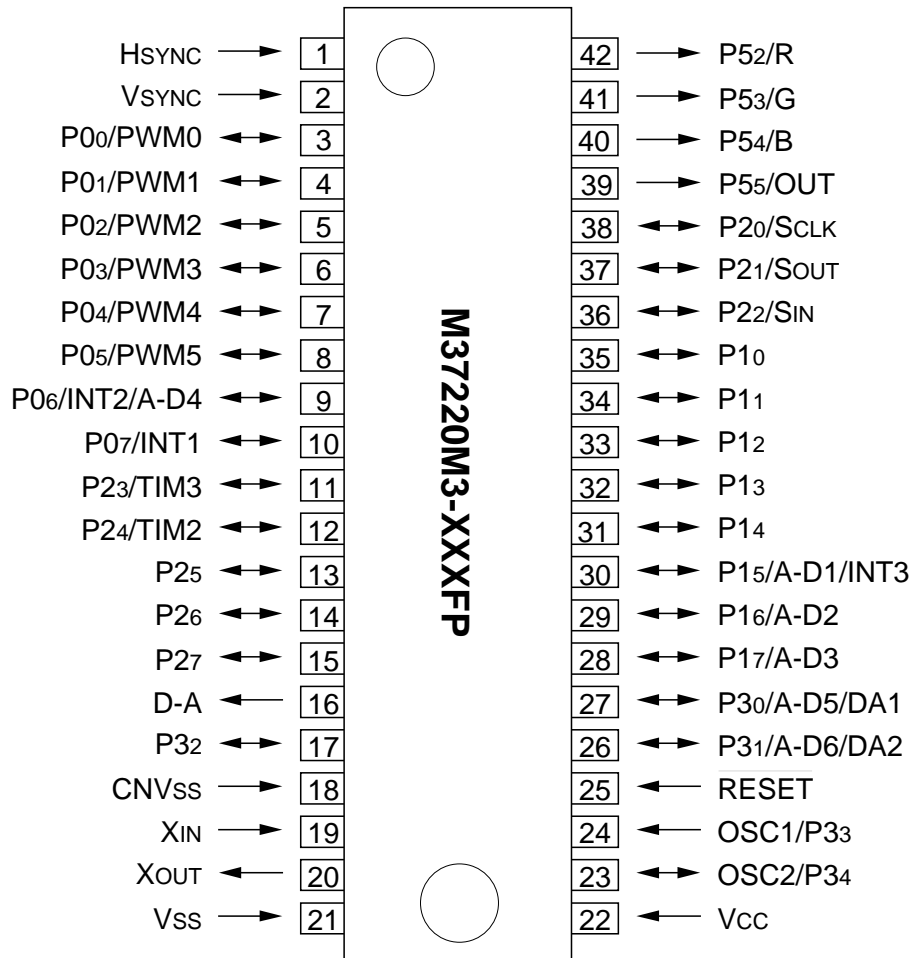 HSYNC 1 42 P52/R
VSYNC 2 41 P53/G
P00/PWM0 3 40 P54/B
P01/PWM1 4 39 P55/OUT
P02/PWM2 5 38 P20/SCLK
P03/PWM3 6 37 P21/SOUT
P04/PWM4 7 36 P22/SIN
P05/PWM5 8 35 P10
P06/INT2/A-D4 9 34 P11
P07/INT1 10 33 P12
P23/TIM3 11 32 P13
P24/TIM2 12 31 P14
P25 13 30 P15/A-D1/INT3
P26 14 29 P16/A-D2
P27 15 28 P17/A-D3
D-A 16 27 P30/A-D5/DA1
P32 17 26 P31/A-D6/DA2
CNVSS 18 25 RESET
XIN 19 24 OSC1/P33
XOUT 20 23 OSC2/P34
VSS 21 22 VCC
M37220M3-XXXFP